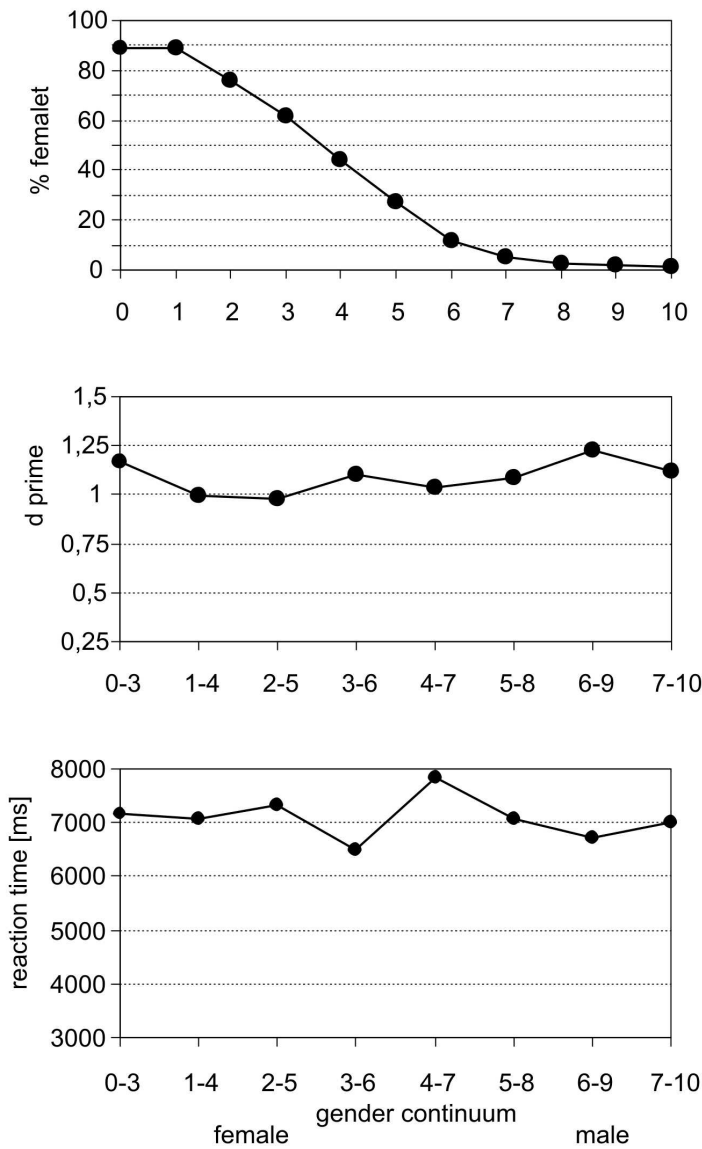 100
80
60
40
20
0
% femalet
0 1 2 3 4 5 6 7 8 9 10
1,5
1,25
1
0,75
0,5
0,25
d prime
0-3 1-4 2-5 3-6 4-7 5-8 6-9 7-10
8000
7000
6000
5000
4000
3000
reaction time [ms]
0-3 1-4 2-5 3-6 4-7 5-8 6-9 7-10
gender continuum
female male